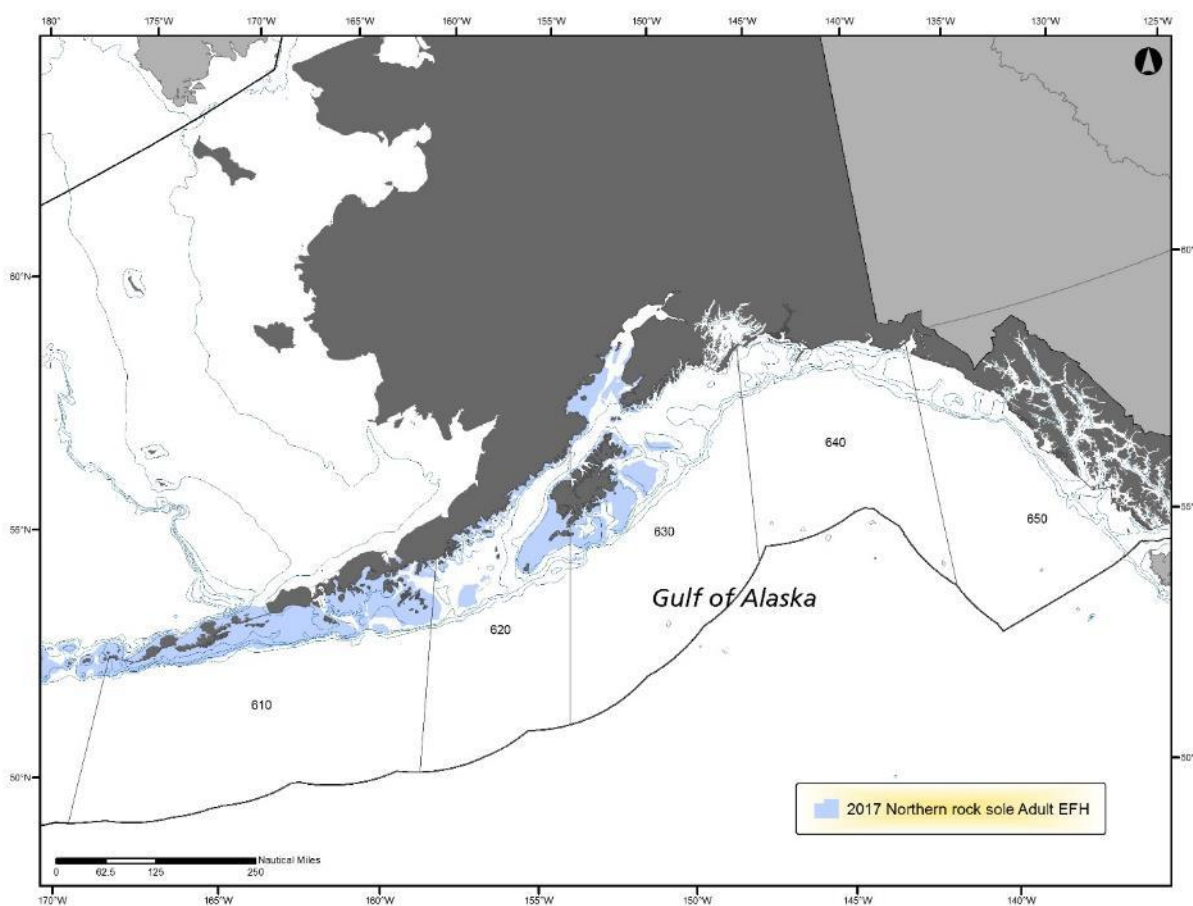 180° 175°W 170°W 165°W 160°W 155°W 150°W 145°W 140°W 135°W 130°W 125°W
60°N 60°N
640
55°N 650 55°N
630
Gulf of Alaska
620
610
50°N 50°N
2017 Northern rock sole Adult EFH
Nautical Miles
0 62.5 125 250
170°W 165°W 160°W 155°W 150°W 145°W 140°W